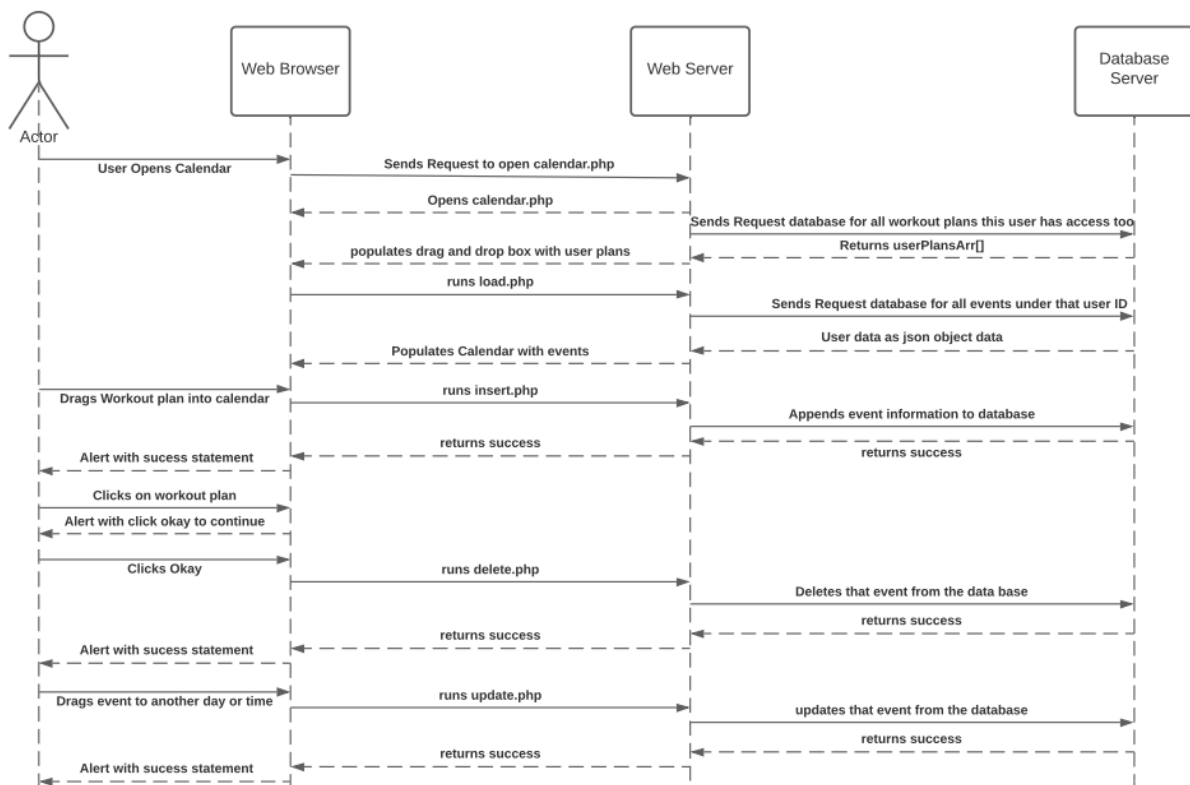 Web Browser
Web Server
Database
Server
Actor
User Opens Calendar
Sends Request to open calendar.php
Opens calendar.php
Sends Request database for all workout plans this user has access too
Returns userPlansArr[]
populates drag and drop box with user plans
runs load.php
Sends Request database for all events under that user ID
User data as json object data
Populates Calendar with events
Drags Workout plan into calendar
runs insert.php
Appends event information to database
returns success
returns success
Alert with sucess statement
Clicks on workout plan
Alert with click okay to continue
Clicks Okay
runs delete.php
Deletes that event from the data base
returns success
returns success
Alert with sucess statement
Drags event to another day or time
runs update.php
updates that event from the database
returns success
returns success
Alert with sucess statement